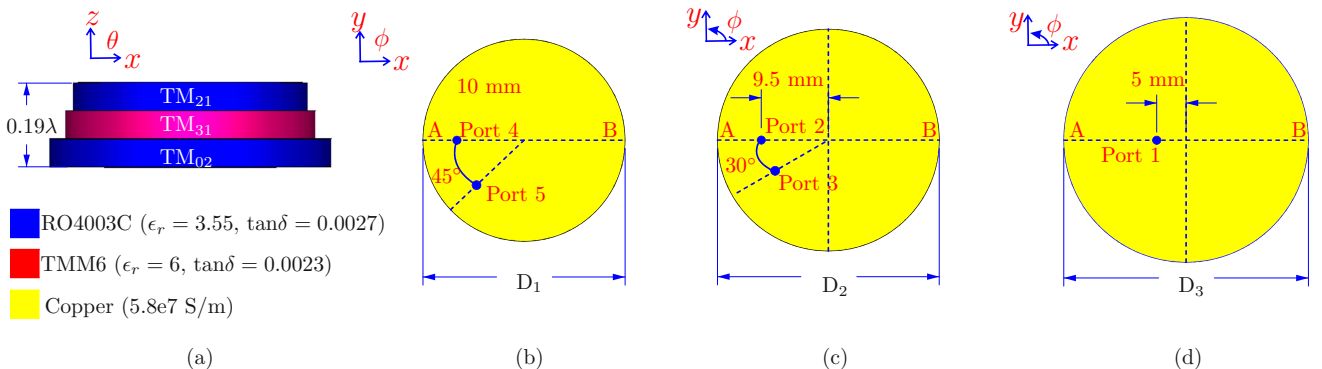 z
θ
x
TM₂₁
TM₃₁
TM₀₂
0.19λ
RO4003C (ϵᵣ = 3.55, tanδ = 0.0027)
TMM6 (ϵᵣ = 6, tanδ = 0.0023)
Copper (5.8e7 S/m)
(a)
y
ϕ
x
10 mm
A
Port 4
B
45°
Port 5
D₁
(b)
y
ϕ
x
9.5 mm
A
Port 2
B
30°
Port 3
D₂
(c)
y
ϕ
x
5 mm
A
B
Port 1
D₃
(d)